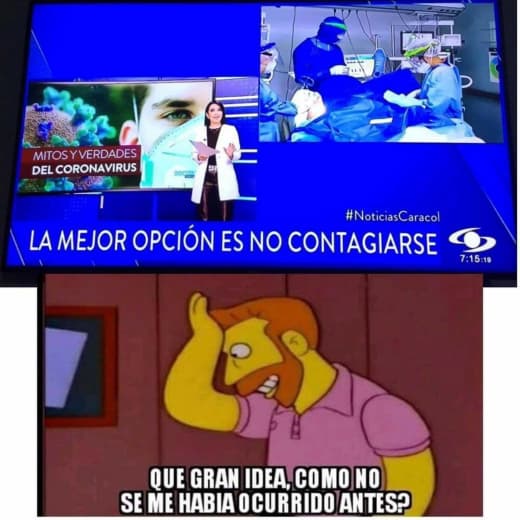 MITOS Y VERDADES
DEL CORONAVIRUS
#NoticiasCaracol
LA MEJOR OPCIÓN ES NO CONTAGIARSE
7:15:19
QUE GRAN IDEA, COMO NO
SE ME HABIA OCURRIDO ANTES?